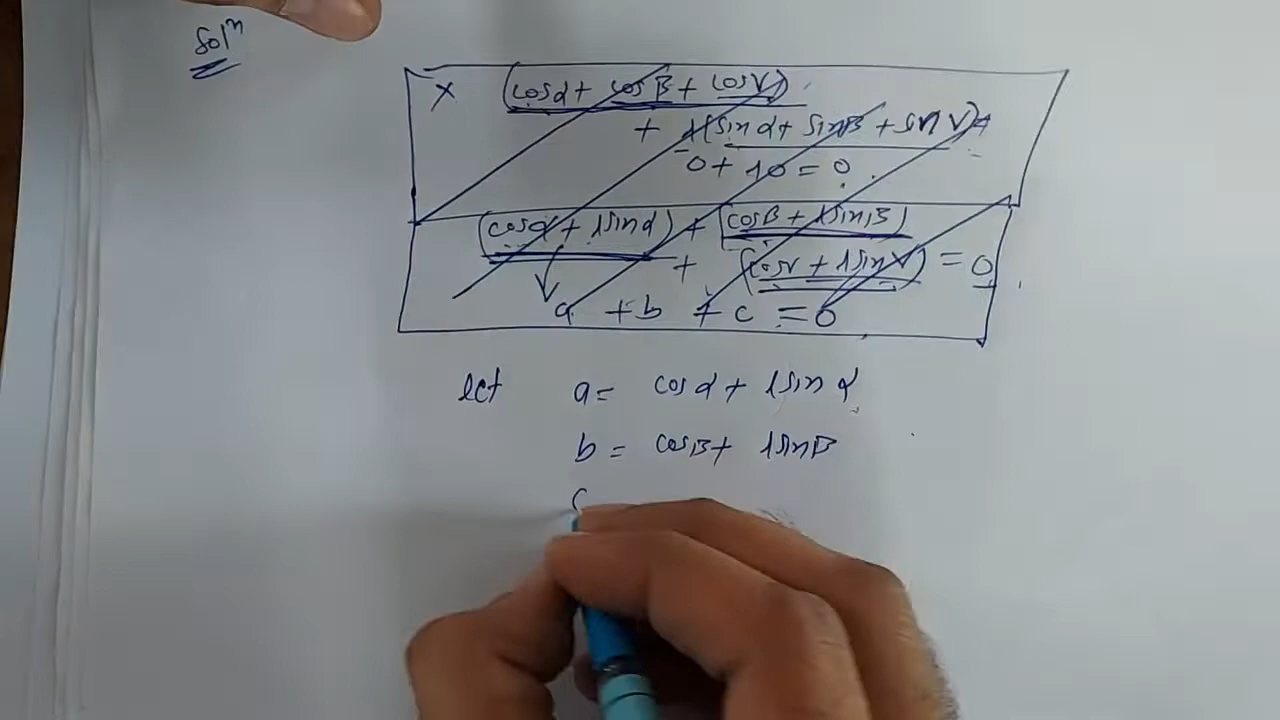 Solⁿ
× (cosα + cosβ + cosγ)
+ i(sinα + sinβ + sinγ) =
0 + i0 = 0
(cosα + isinα) + (cosβ + isinβ)
+ (cosγ + isinγ) = 0
a + b + c = 0
let a = cosα + isinα
b = cosβ + isinβ
c